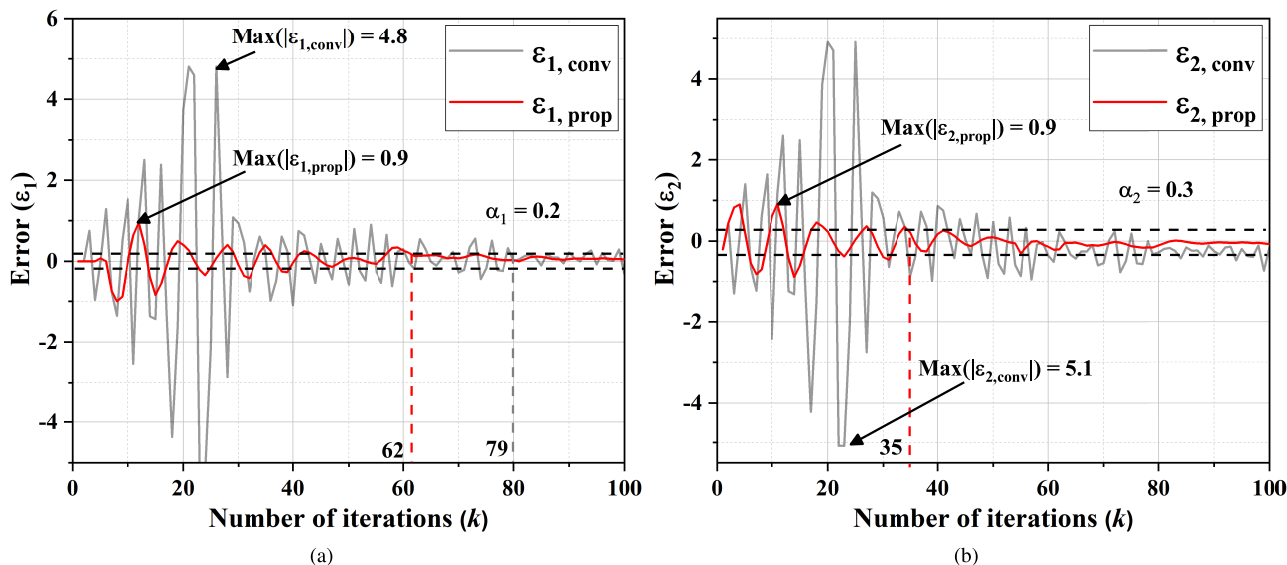 6
4
2
0
-2
-4
Error (ε1)
Max(|ε1,conv|) = 4.8
Max(|ε1,prop|) = 0.9
ε1, conv
ε1, prop
α1 = 0.2
62
79
0
20
40
60
80
100
Number of iterations (k)
(a)
4
2
0
-2
-4
Error (ε2)
Max(|ε2,prop|) = 0.9
ε2, conv
ε2, prop
α2 = 0.3
Max(|ε2,conv|) = 5.1
35
0
20
40
60
80
100
Number of iterations (k)
(b)